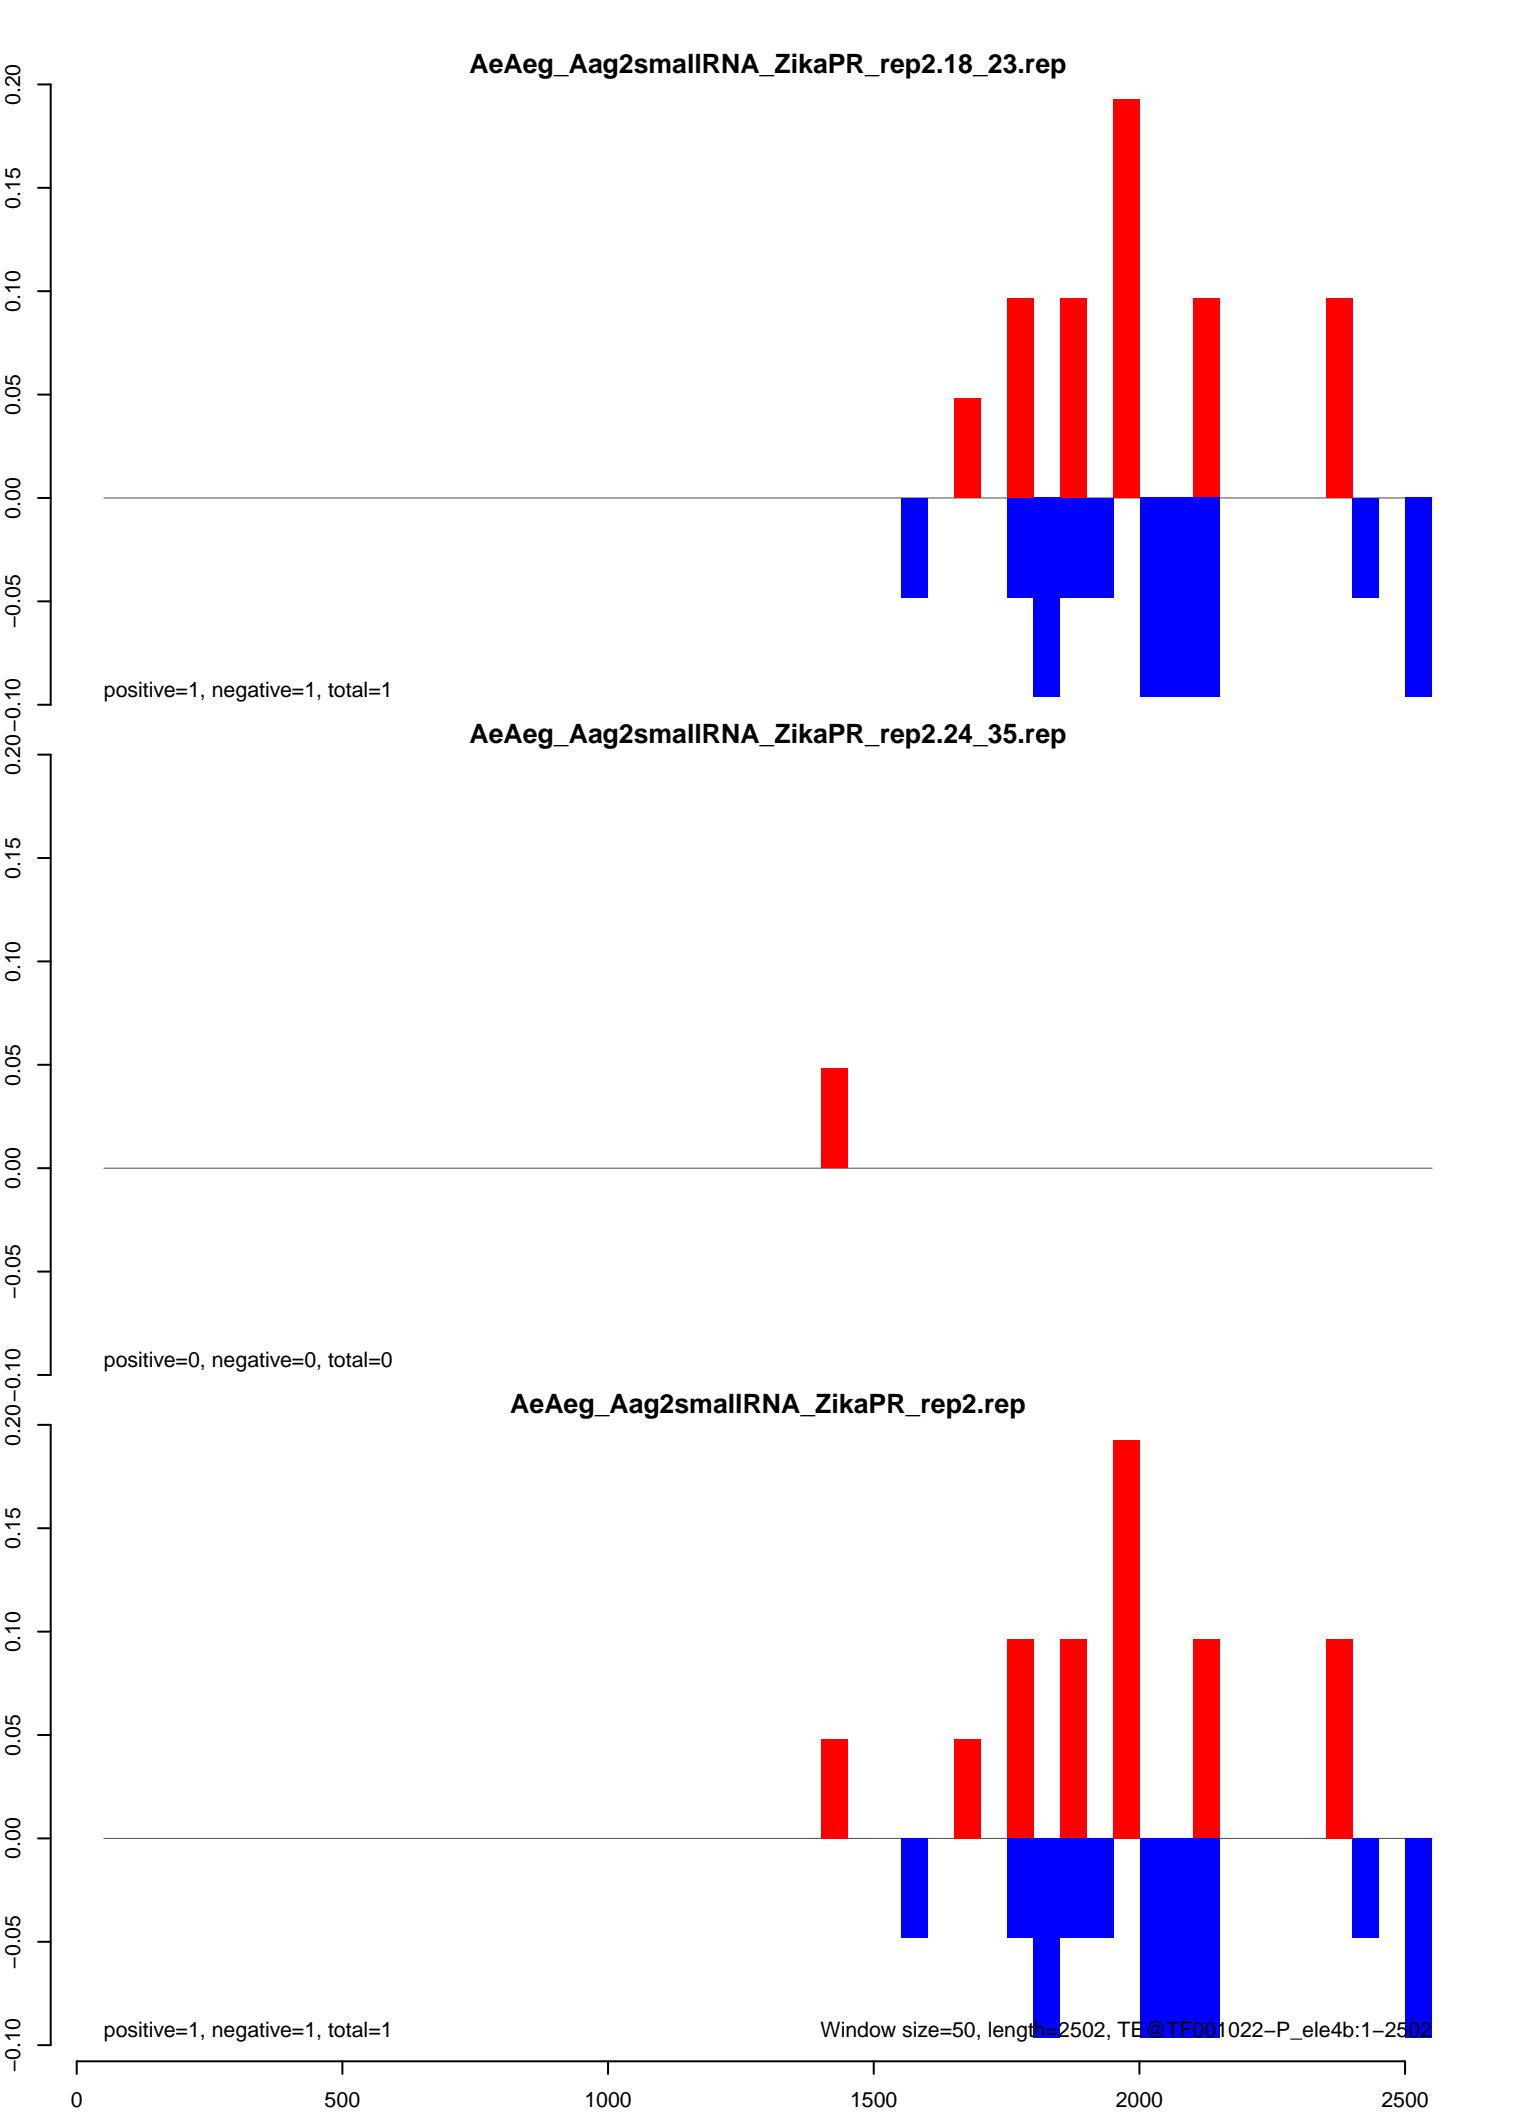 AeAeg_Aag2smallRNA_ZikaPR_rep2.18_23.rep
0.20
0.15
0.10
0.05
0.00
−0.05
−0.10
positive=1, negative=1, total=1
AeAeg_Aag2smallRNA_ZikaPR_rep2.24_35.rep
0.20
0.15
0.10
0.05
0.00
−0.05
−0.10
positive=0, negative=0, total=0
AeAeg_Aag2smallRNA_ZikaPR_rep2.rep
0.20
0.15
0.10
0.05
0.00
−0.05
−0.10
positive=1, negative=1, total=1
Window size=50, length=2502, TE@TF001022−P_ele4b:1−2502
0 500 1000 1500 2000 2500